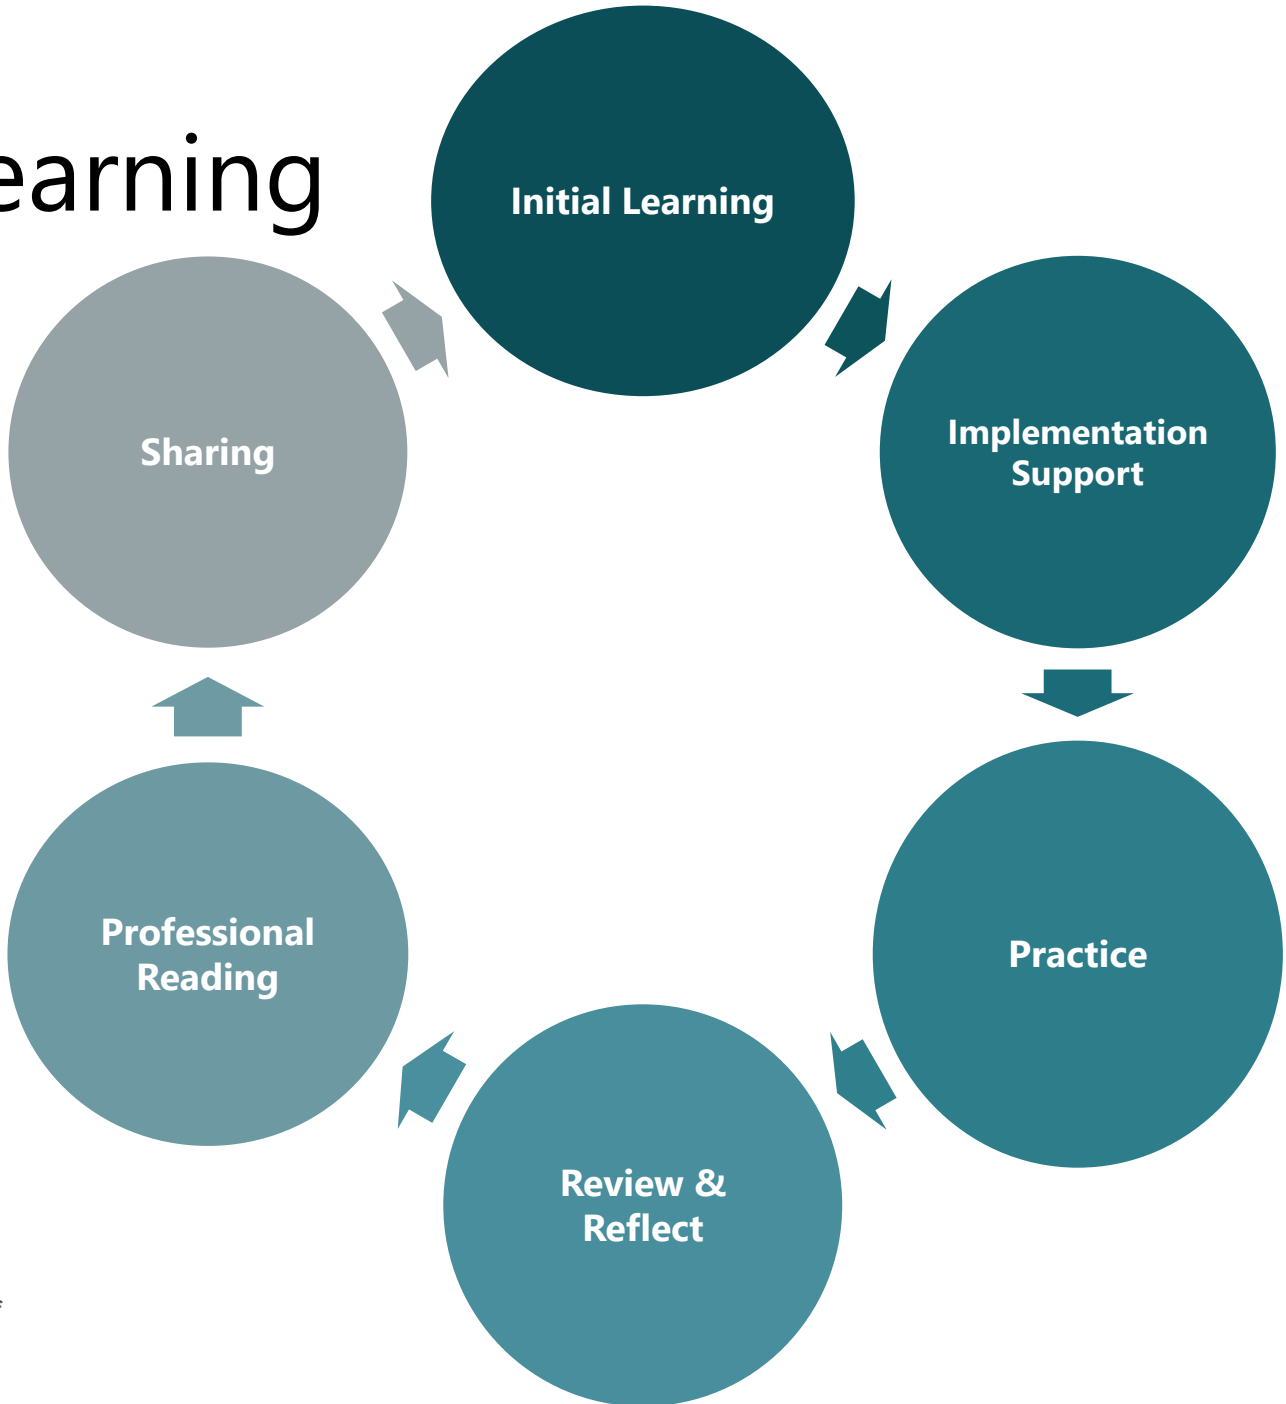 earning
Initial Learning
Implementation
Support
Practice
Review &
Reflect
Professional
Reading
Sharing